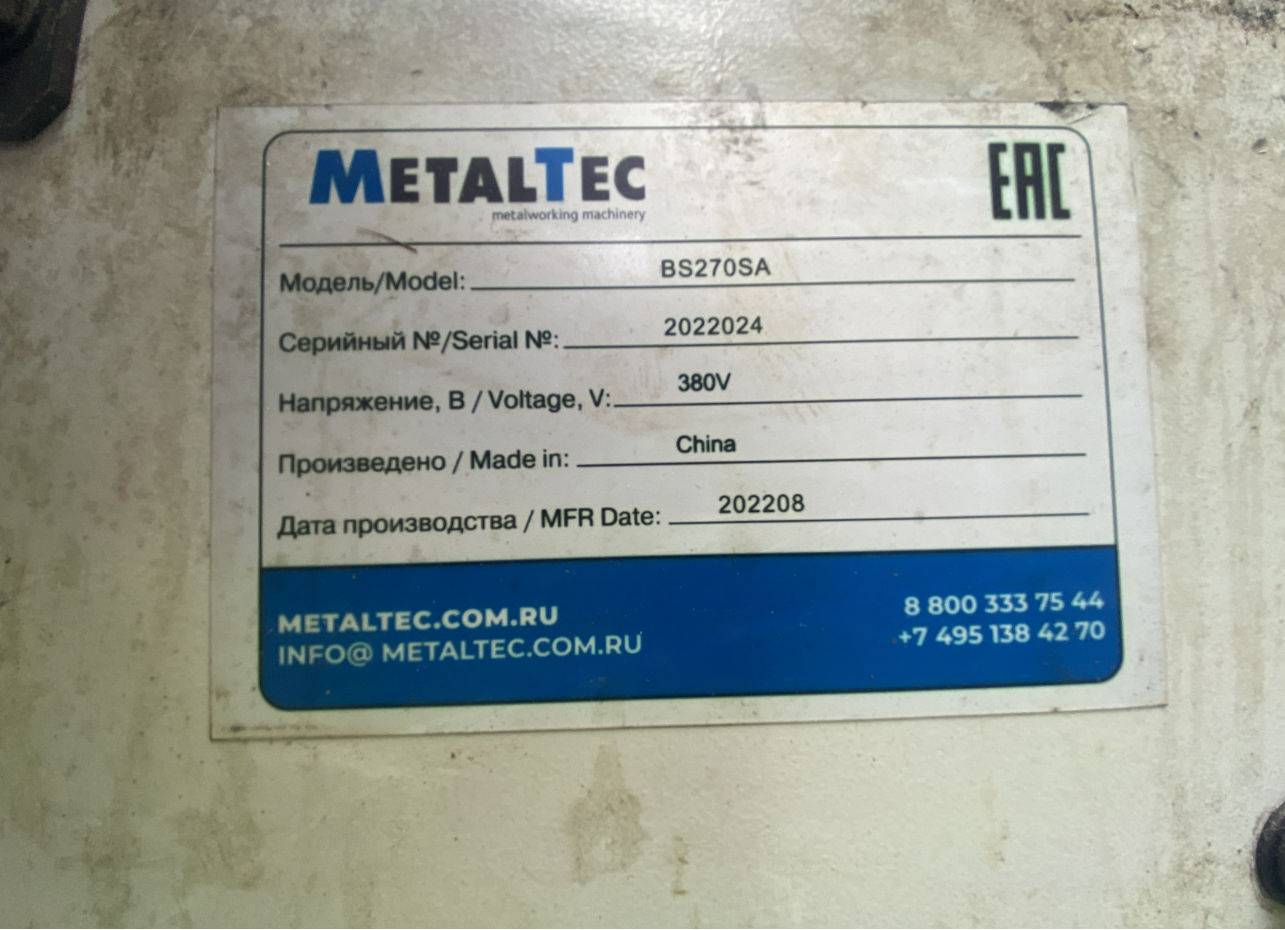 METALTEC
metalworking machinery
EAC
Модель/Model: BS270SA
Серийный №/Serial №: 2022024
Напряжение, В / Voltage, V: 380V
Произведено / Made in: China
Дата производства / MFR Date: 202208
METALTEC.COM.RU 8 800 333 75 44
INFO@ METALTEC.COM.RU +7 495 138 42 70